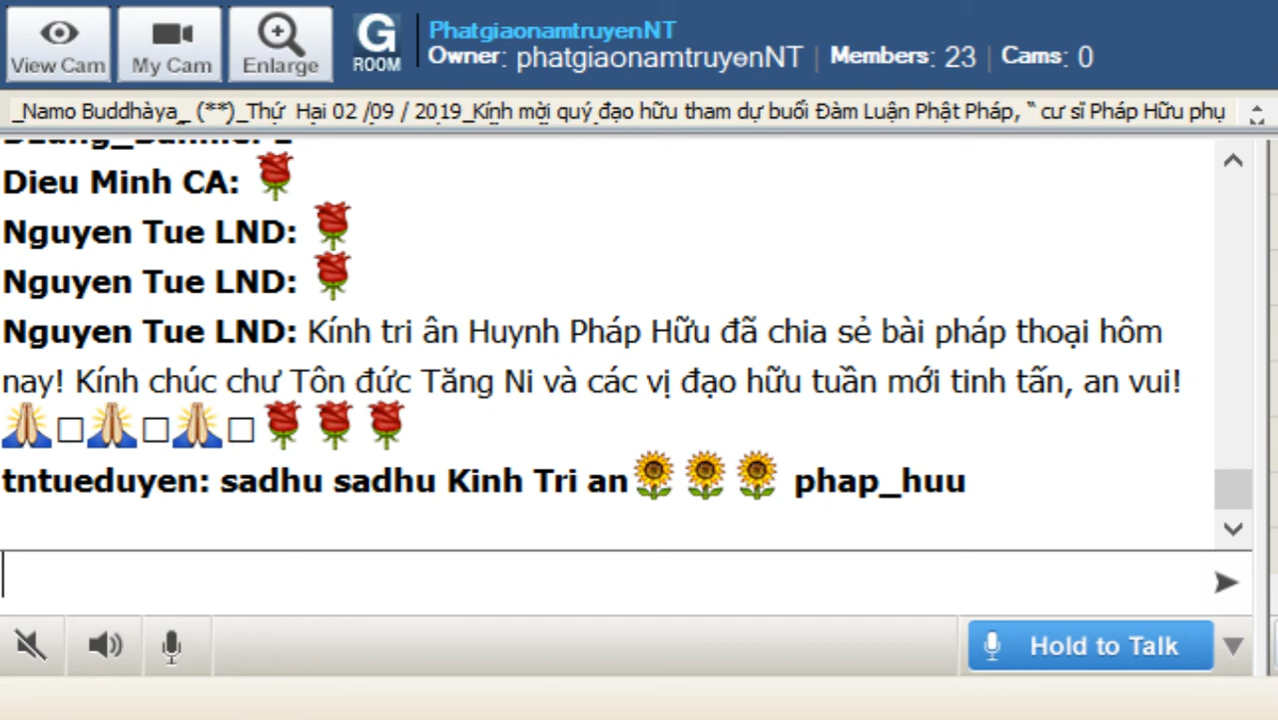 View Cam
My Cam
Enlarge
G
ROOM
PhatgiaonamtruyenNT
Owner: phatgiaonamtruyenNT | Members: 23 | Cams: 0
_Namo Buddhàya_ (**)_Thứ Hai 02 /09 / 2019_Kính mời quý đạo hữu tham dự buổi Đàm Luận Phật Pháp, “ cư sĩ Pháp Hữu phụ
Dieu Minh CA: 🌹
Nguyen Tue LND: 🌹
Nguyen Tue LND: 🌹
Nguyen Tue LND: Kính tri ân Huynh Pháp Hữu đã chia sẻ bài pháp thoại hôm
nay! Kính chúc chư Tôn đức Tăng Ni và các vị đạo hữu tuần mới tinh tấn, an vui!
🙏□🙏□🙏□🌹🌹🌹
tntueduyen: sadhu sadhu Kinh Tri an🌻🌻🌻 phap_huu
Hold to Talk